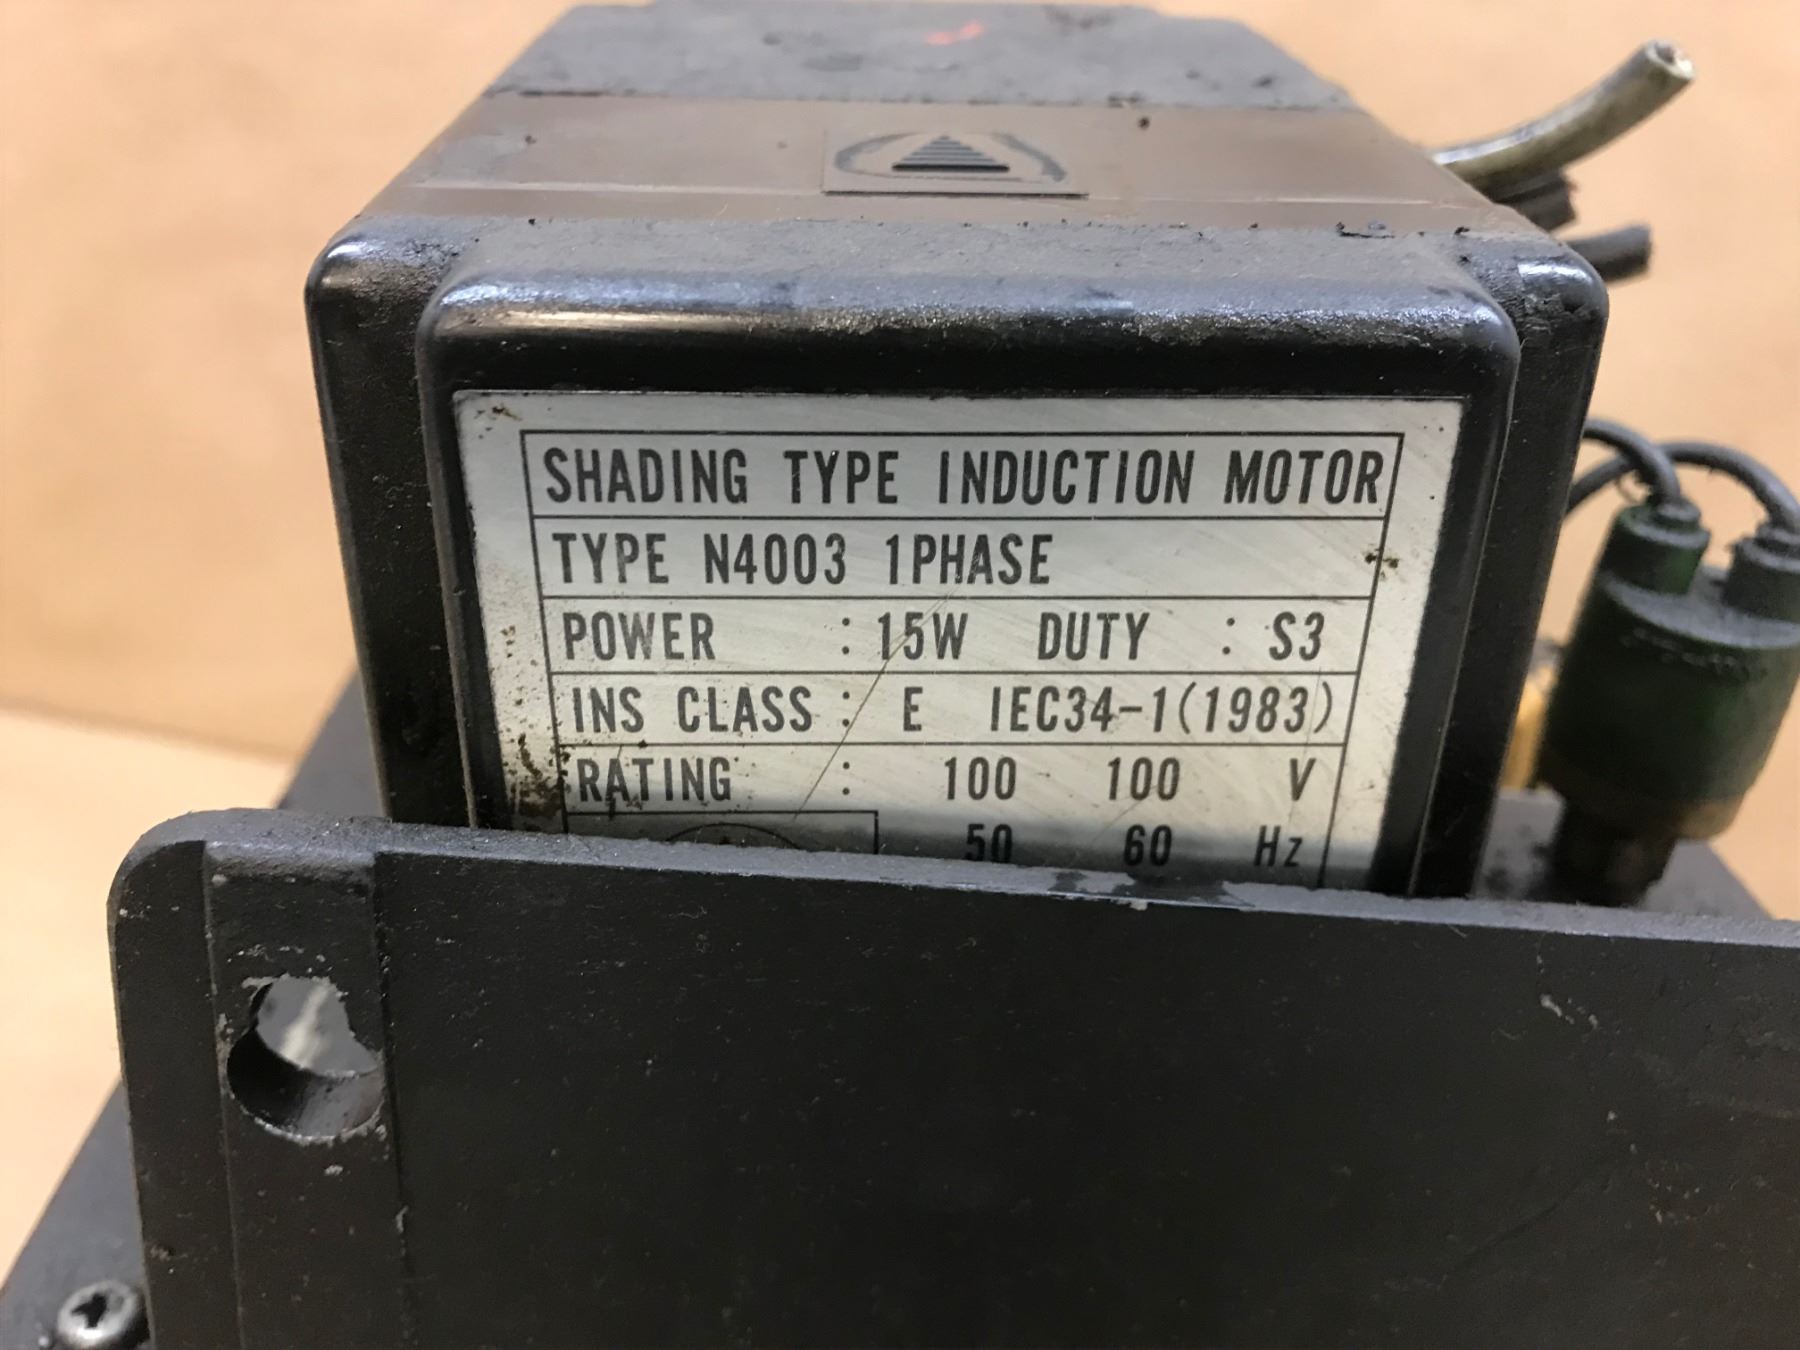 SHADING TYPE INDUCTION MOTOR
TYPE N4003 1PHASE
POWER : 15W DUTY : S3
INS CLASS : E IEC34-1(1983)
RATING : 100 100 V
50 60 Hz